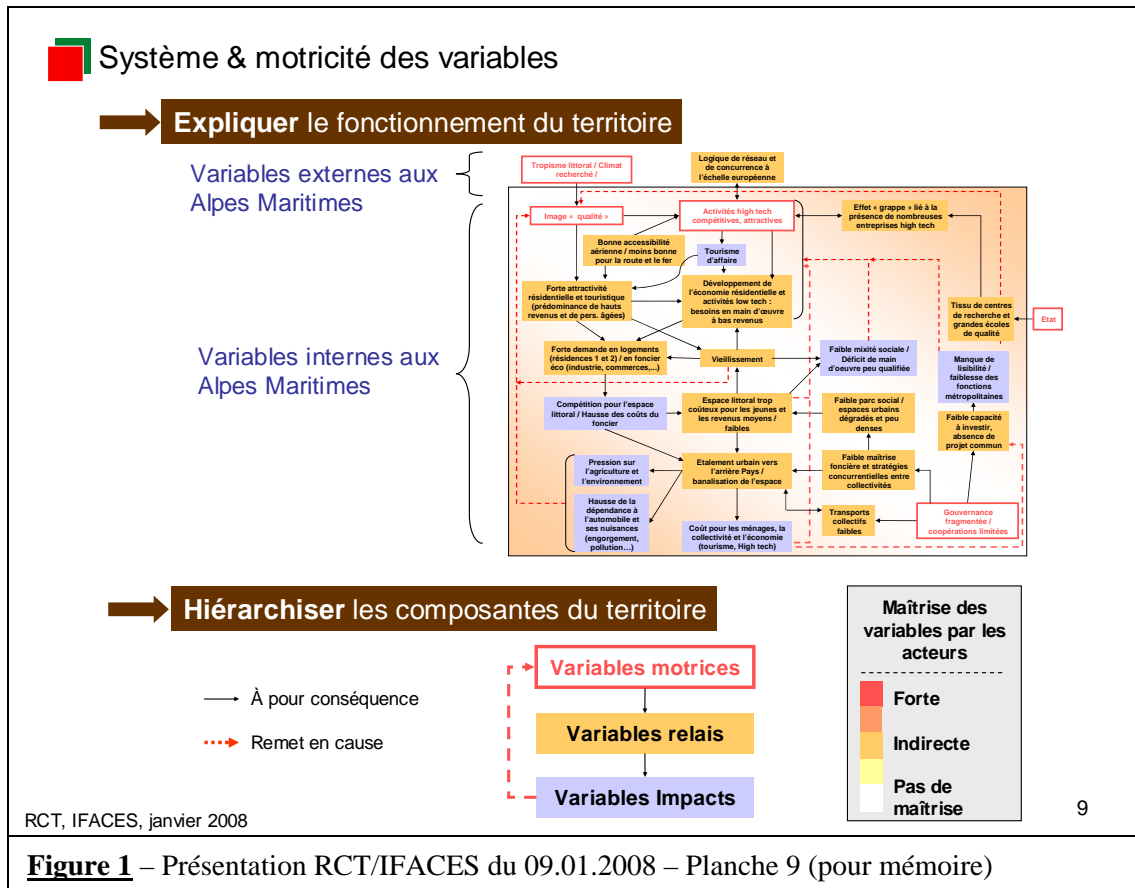 Système & motricité des variables
Expliquer le fonctionnement du territoire
Variables externes aux
Alpes Maritimes
Tropisme littoral / Climat
recherché /
Logique de réseau et
de concurrence à
l'échelle européenne
Variables internes aux
Alpes Maritimes
Image « qualité »
Activités high tech
compétitives, attractives
Effet « grappe » lié à la
présence de nombreuses
entreprises high tech
Bonne accessibilité
aérienne / moins bonne
pour la route et le fer
Tourisme
d'affaire
Forte attractivité
résidentielle et touristique
(prédominance de hauts
revenus et de pers. âgées)
Développement de
l'économie résidentielle et
activités low tech :
besoins en main d'œuvre
à bas revenus
Tissu de centres
de recherche et
grandes écoles
de qualité
Etat
Forte demande en logements
(résidences 1 et 2) / en foncier
éco (industrie, commerces,...)
Vieillissement
Faible mixité sociale /
Déficit de main
d'oeuvre peu qualifiée
Manque de
lisibilité /
faiblesse des
fonctions
métropolitaines
Compétition pour l'espace
littoral / Hausse des coûts du
foncier
Espace littoral trop
coûteux pour les jeunes et
les revenus moyens /
faibles
Faible parc social /
espaces urbains
dégradés et peu
denses
Faible capacité
à investir,
absence de
projet commun
Pression sur
l'agriculture et
l'environnement
Etalement urbain vers
l'arrière Pays /
banalisation de l'espace
Faible maîtrise
foncière et stratégies
concurrentielles entre
collectivités
Hausse de la
dépendance à
l'automobile et
ses nuisances
(engorgement,
pollution…)
Coût pour les ménages, la
collectivité et l'économie
(tourisme, High tech)
Transports
collectifs
faibles
Gouvernance
fragmentée /
coopérations limitées
Hiérarchiser les composantes du territoire
À pour conséquence
Remet en cause
Variables motrices
Variables relais
Variables Impacts
Maîtrise des
variables par les
acteurs
Forte
Indirecte
Pas de
maîtrise
9
RCT, IFACES, janvier 2008
Figure 1 – Présentation RCT/IFACES du 09.01.2008 – Planche 9 (pour mémoire)